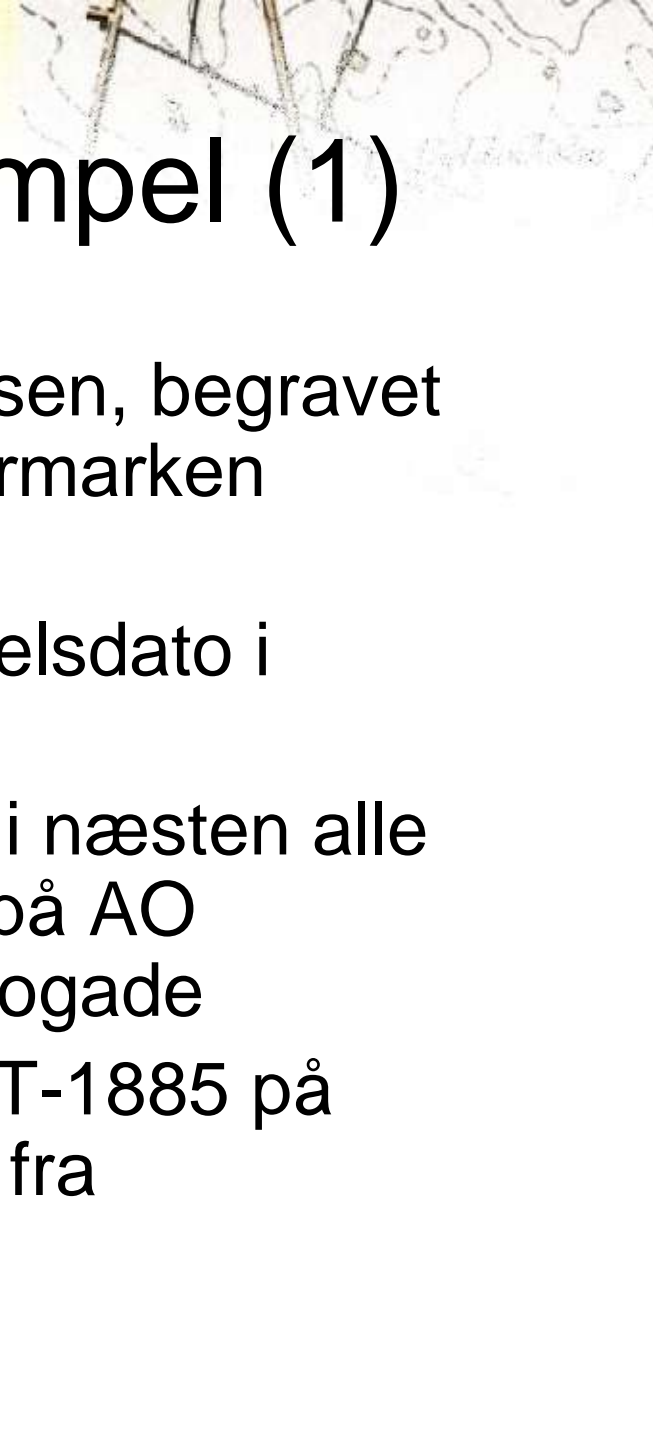 mpel (1)
sen, begravet
rmarken
elsdato i
i næsten alle
på AO
ogade
T-1885 på
fra